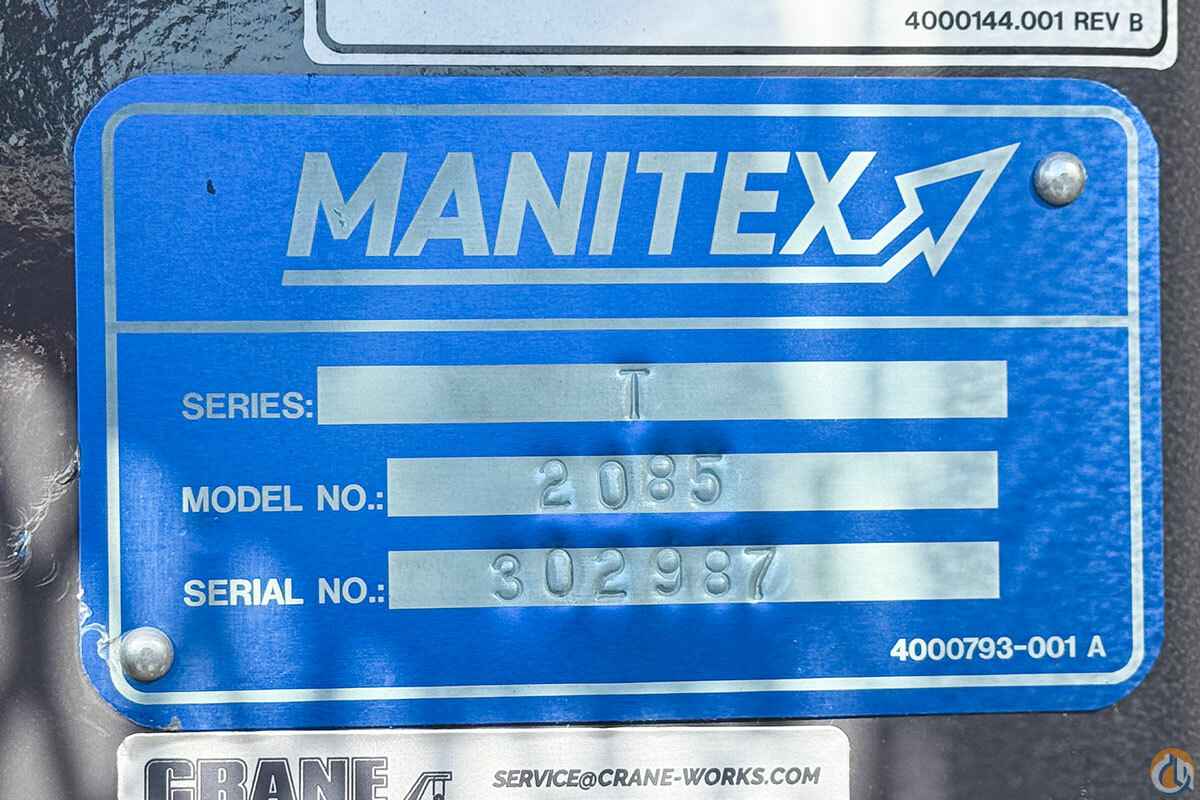 4000144.001 REV B
MANITEX
SERIES: T
MODEL NO.: 2085
SERIAL NO.: 302987
4000793-001 A
CRANE
SERVICE@CRANE-WORKS.COM